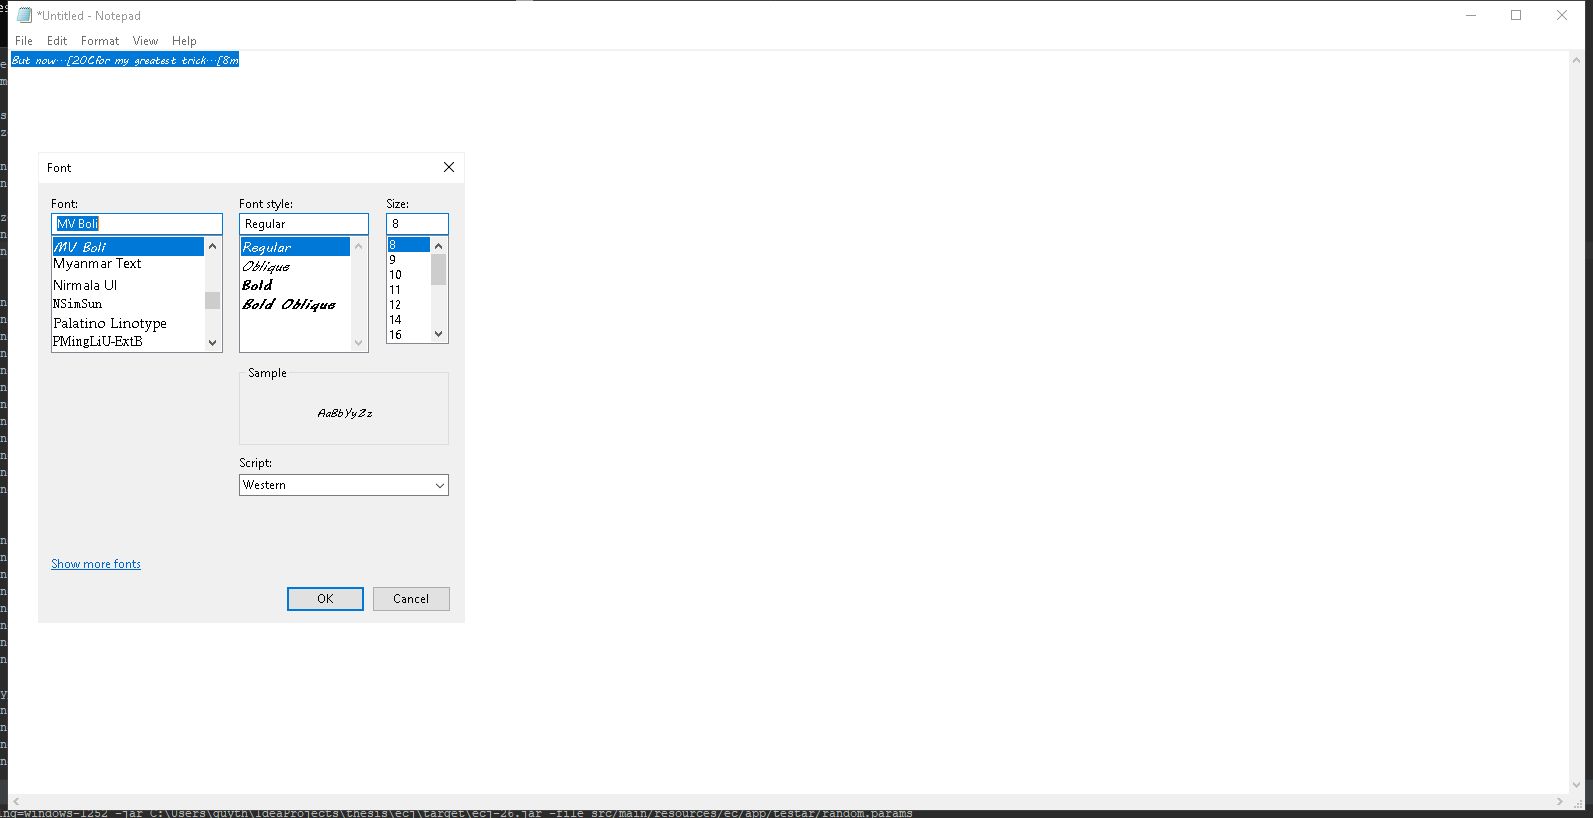 *Untitled - Notepad
File Edit Format View Help
But now...[20Cfor my greatest trick...[8m
Font
Font: Font style: Size:
MV Boli Regular 8
MV Boli Regular 8
Myanmar Text Oblique 9
Nirmala UI Bold 10
NSimSun Bold Oblique 11
Palatino Linotype 12
PMingLiU-ExtB 14
16
Sample
AaBbYyZz
Script:
Western
Show more fonts
OK Cancel
ing=windows-1252 -jar C:\Users\guyth\IdeaProjects\thesis\ecj\target\ecj-26.jar -file src/main/resources/ec/app/testar/random.params